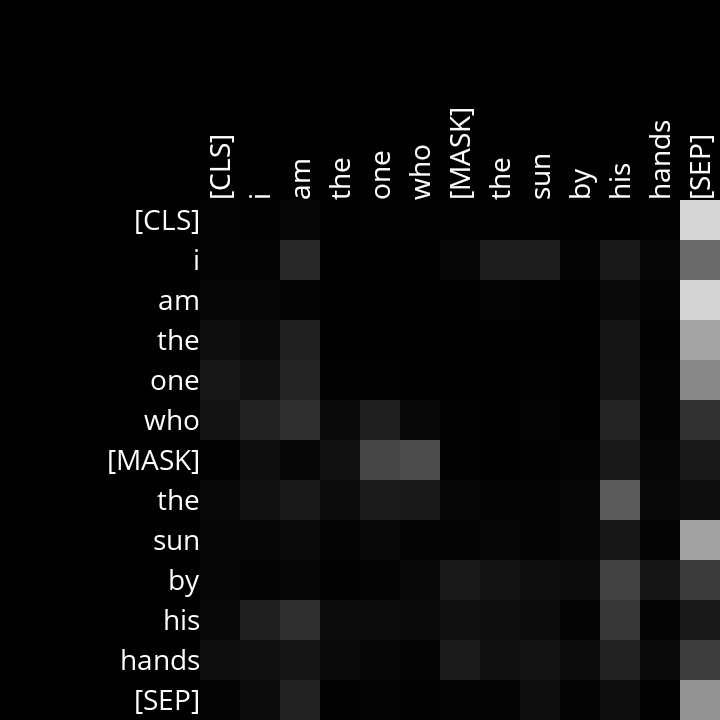 [CLS] i am the one who [MASK] the sun by his hands [SEP]
[CLS]
i
am
the
one
who
[MASK]
the
sun
by
his
hands
[SEP]